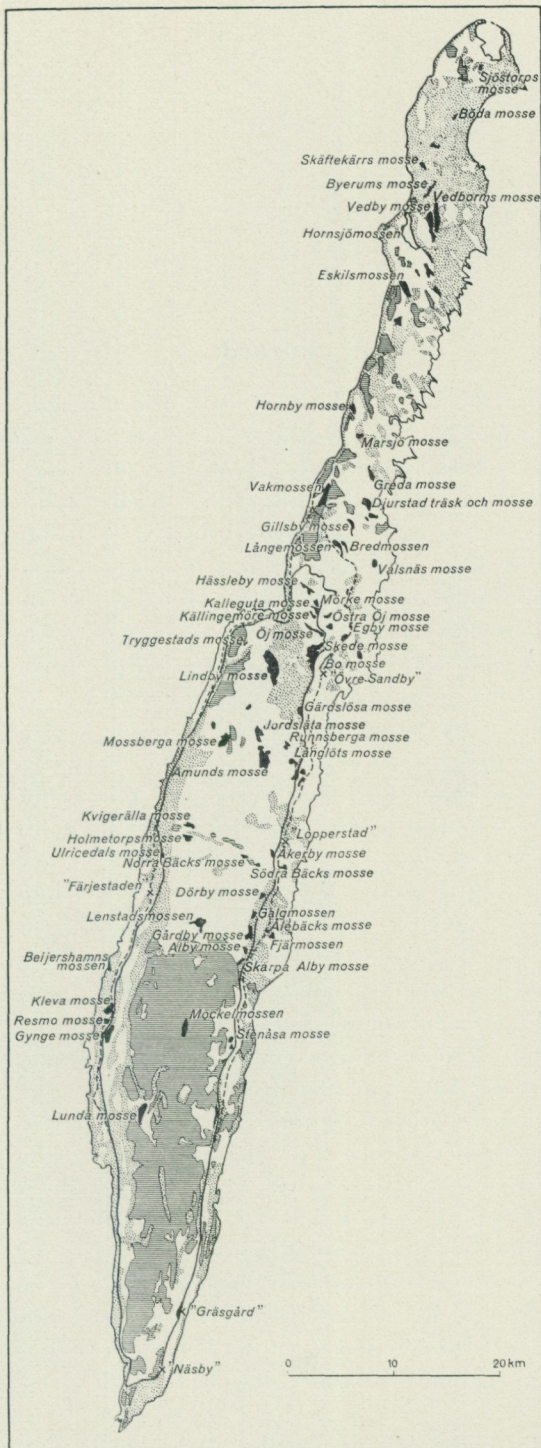 Sjöstorps
mosse
Böda mosse
Skäftekärrs mosse
Byerums mosse
Vedborms mosse
Vedby mosse
Hornsjömossen
Eskilsmossen
Hornby mosse
Marsjö mosse
Vakmossen
Greda mosse
Djurstad träsk och mosse
Gillsby mosse
Långemossen
Bredmossen
Valsnäs mosse
Hässleby mosse
Kalleguta mosse
Mörke mosse
Källingemöre mosse
Östra Öj mosse
Egby mosse
Tryggestads mosse
Öj mosse
Skede mosse
Bo mosse
Lindby mosse
"Övre Sandby"
Gärdslösa mosse
Jordslåta mosse
Mossberga mosse
Runnsberga mosse
Långlöts mosse
Amunds mosse
Kvigerälla mosse
"Lopperstad"
Holmetorps mosse
Ulricedals mosse
Åkerby mosse
Norra Bäcks mosse
Södra Bäcks mosse
"Färjestaden"
Dörby mosse
Lenstadsmossen
Galgmossen
Ålebäcks mosse
Gårdby mosse
Alby mosse
Fjärmossen
Beijershamns
mossen
Skarpa Alby mosse
Kleva mosse
Resmo mosse
Möckelmossen
Gynge mosse
Stenåsa mosse
Lunda mosse
"Gräsgård"
"Näsby"
0 10 20 km